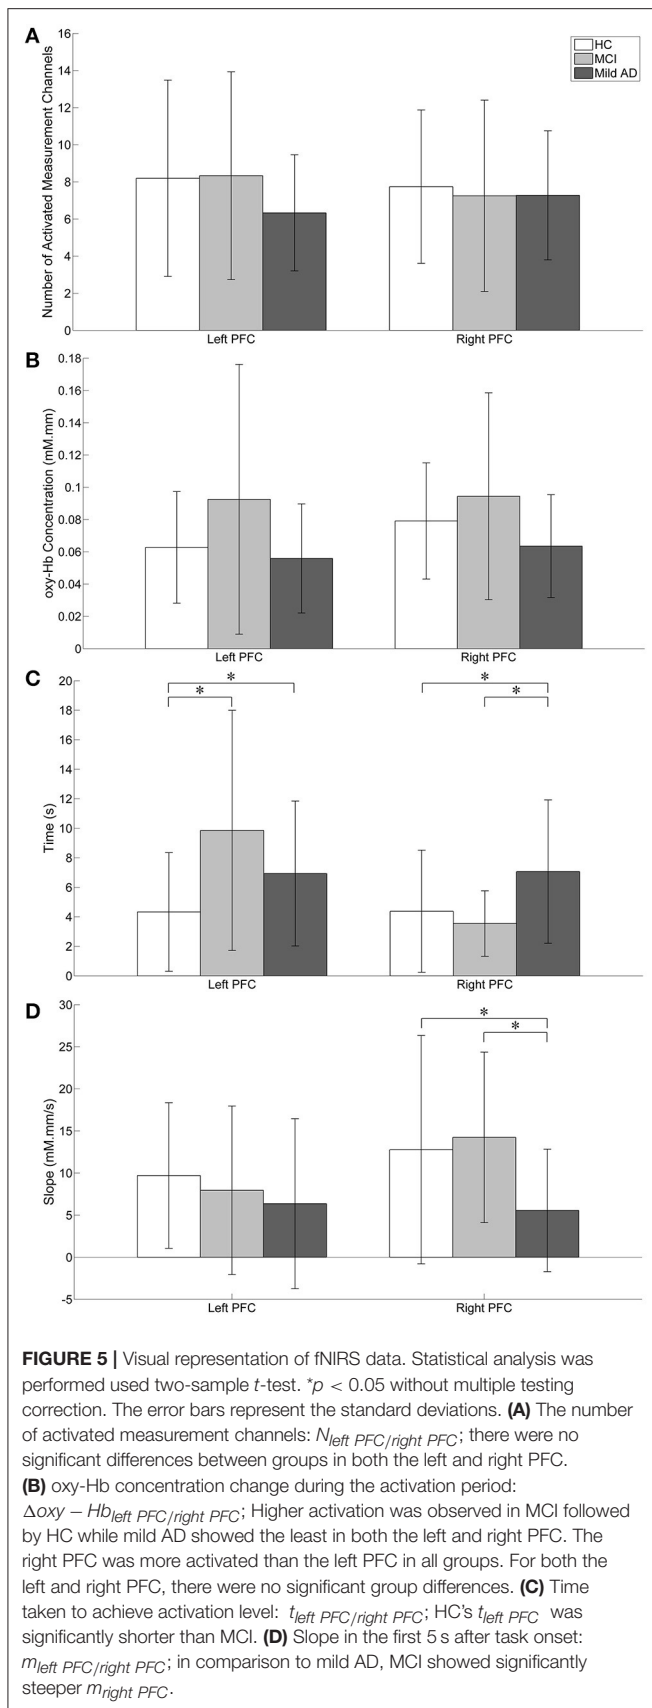 A
16
14
12
10
8
6
4
2
0
Number of Activated Measurement Channels
HC
MCI
Mild AD
Left PFC
Right PFC
B
0.18
0.16
0.14
0.12
0.1
0.08
0.06
0.04
0.02
0
oxy-Hb Concentration (mM.mm)
Left PFC
Right PFC
C
20
18
16
14
12
10
8
6
4
2
0
Time (s)
* *
* *
Left PFC
Right PFC
D
30
25
20
15
10
5
0
-5
Slope (mM.mm/s)
*
*
Left PFC
Right PFC
FIGURE 5 | Visual representation of fNIRS data. Statistical analysis was
performed used two-sample t-test. *p < 0.05 without multiple testing
correction. The error bars represent the standard deviations. (A) The number
of activated measurement channels: N left PFC/right PFC; there were no
significant differences between groups in both the left and right PFC.
(B) oxy-Hb concentration change during the activation period:
Δoxy − Hb left PFC/right PFC; Higher activation was observed in MCI followed
by HC while mild AD showed the least in both the left and right PFC. The
right PFC was more activated than the left PFC in all groups. For both the
left and right PFC, there were no significant group differences. (C) Time
taken to achieve activation level: t left PFC/right PFC; HC's t left PFC was
significantly shorter than MCI. (D) Slope in the first 5 s after task onset:
m left PFC/right PFC; in comparison to mild AD, MCI showed significantly
steeper m right PFC.